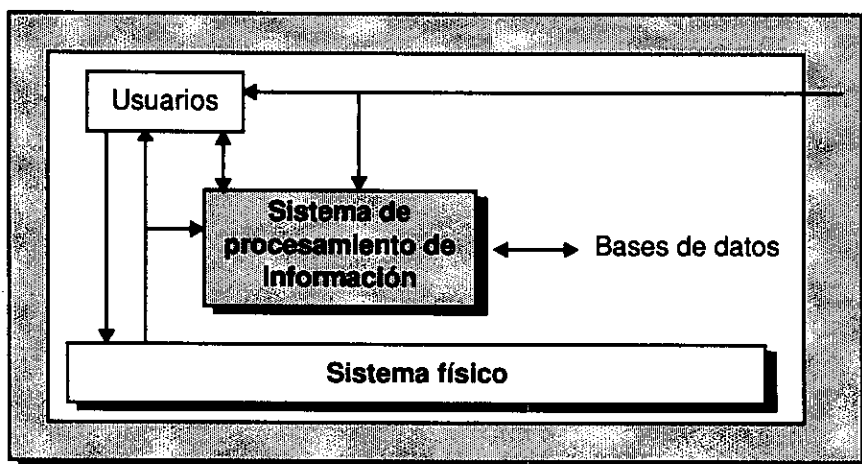 Usuarios
Sistema de
procesamiento de
Información
Bases de datos
Sistema físico